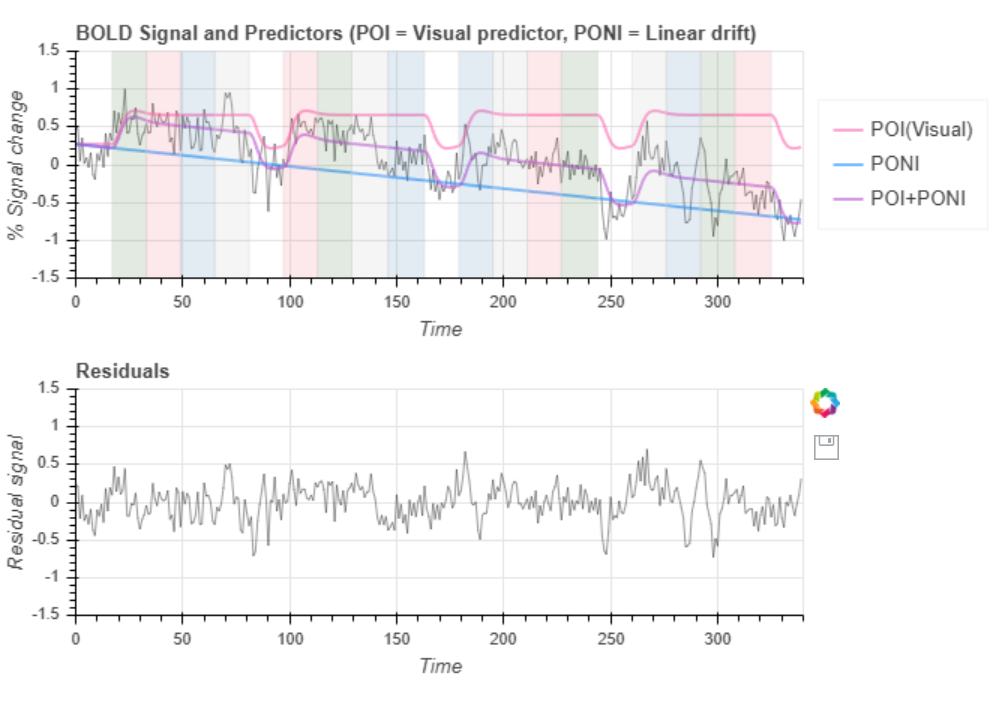 BOLD Signal and Predictors (POI = Visual predictor, PONI = Linear drift)
1.5
1
0.5
0
-0.5
-1
-1.5
% Signal change
0 50 100 150 200 250 300
Time
POI(Visual)
PONI
POI+PONI
Residuals
1.5
1
0.5
0
-0.5
-1
-1.5
Residual signal
0 50 100 150 200 250 300
Time